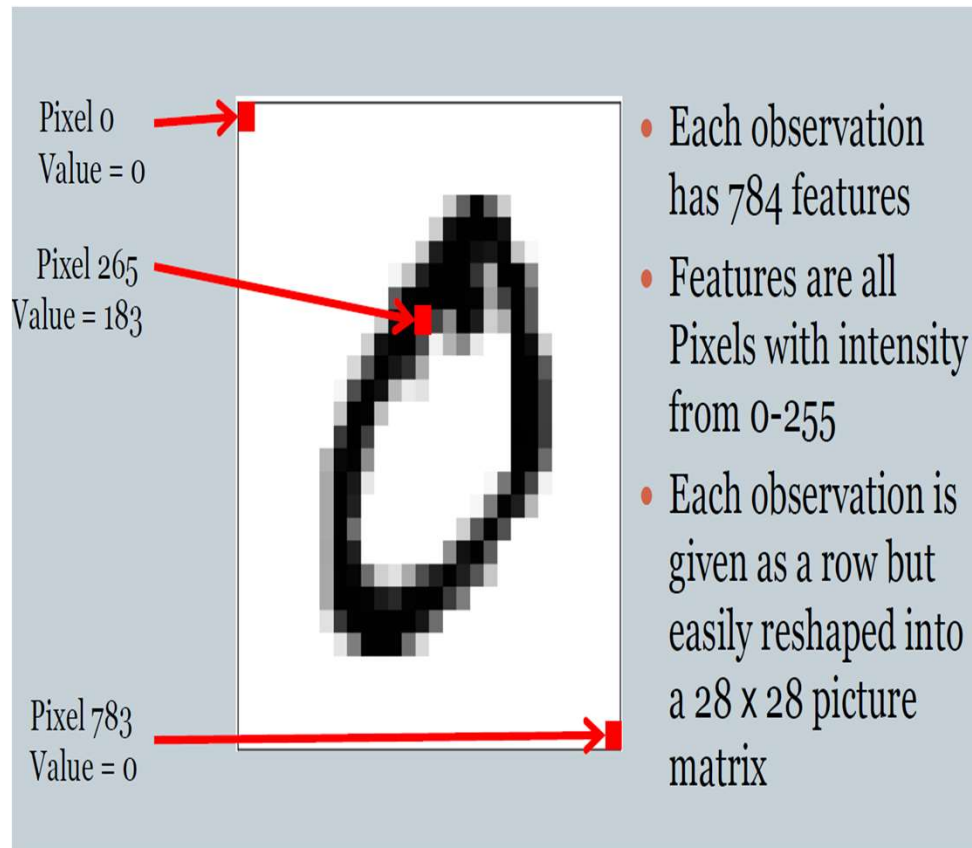 Pixel 0
Value = 0
Pixel 265
Value = 183
Pixel 783
Value = 0
• Each observation
has 784 features
• Features are all
Pixels with intensity
from 0-255
• Each observation is
given as a row but
easily reshaped into
a 28 x 28 picture
matrix